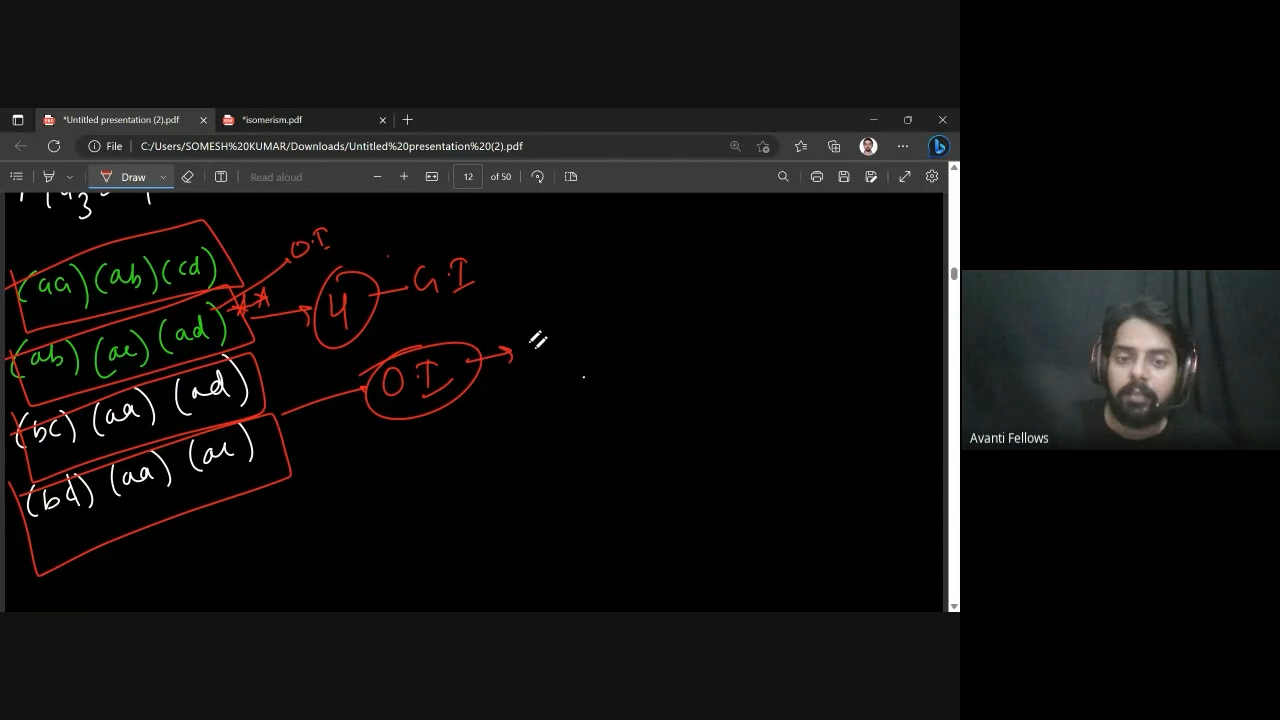 *Untitled presentation (2).pdf
*isomerism.pdf
File
C:/Users/SOMESH%20KUMAR/Downloads/Untitled%20presentation%20(2).pdf
Draw
Read aloud
12 of 50
(aa) (ab) (cd)
O.I
4
G.I
(ab) (ac) (ad)
(bc) (aa) (ad)
O.I
(bd) (aa) (ac)
Avanti Fellows